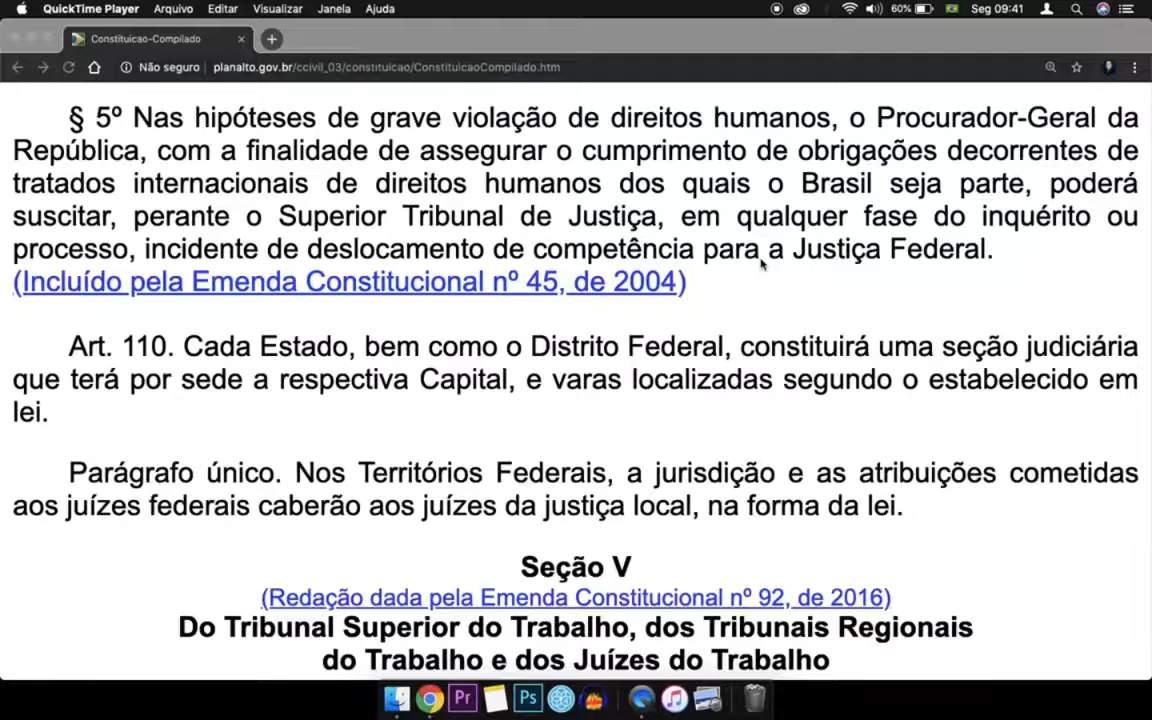 QuickTime Player Arquivo Editar Visualizar Janela Ajuda 60% Seg 09:41
Constituicao-Compilado
Não seguro planalto.gov.br/ccivil_03/constituicao/ConstituicaoCompilado.htm
§ 5º Nas hipóteses de grave violação de direitos humanos, o Procurador-Geral da
República, com a finalidade de assegurar o cumprimento de obrigações decorrentes de
tratados internacionais de direitos humanos dos quais o Brasil seja parte, poderá
suscitar, perante o Superior Tribunal de Justiça, em qualquer fase do inquérito ou
processo, incidente de deslocamento de competência para a Justiça Federal.
(Incluído pela Emenda Constitucional nº 45, de 2004)
Art. 110. Cada Estado, bem como o Distrito Federal, constituirá uma seção judiciária
que terá por sede a respectiva Capital, e varas localizadas segundo o estabelecido em
lei.
Parágrafo único. Nos Territórios Federais, a jurisdição e as atribuições cometidas
aos juízes federais caberão aos juízes da justiça local, na forma da lei.
Seção V
(Redação dada pela Emenda Constitucional nº 92, de 2016)
Do Tribunal Superior do Trabalho, dos Tribunais Regionais
do Trabalho e dos Juízes do Trabalho
Pr Ps